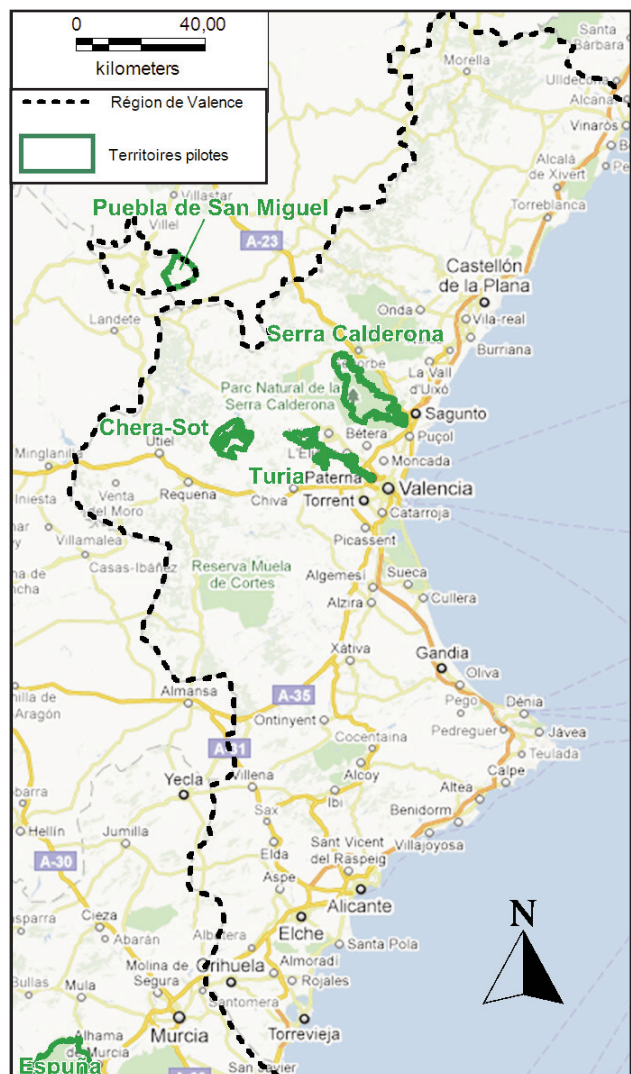 0 40,00
kilometers
Région de Valence
Territoires pilotes
Santa
Bárbara
Morella
Ulldecona
Alcanar
Vinaròs
Alcalá
de Xivert
Torreblanca
Villastar
Puebla de San Miguel
Villel
A-23
Castellón
de la Plana
Landete
Onda
Vila-real
Burriana
Serra Calderona
La Vall
d'Uixó
Parc Natural de la
Serra Calderona
Sagunto
Chera-Sot
Bétera
Puçol
Utiel
Minglanilla
Moncada
Turia
Paterna
Valencia
Iniesta
Venta
del Moro
Requena
Chiva
Torrent
Catarroja
Villamalea
Picassent
Casas-Ibáñez
Reserva Muela
de Cortes
Algemesí
Sueca
Cullera
Alzira
Xàtiva
Gandia
Oliva
Almansa
A-35
Pego
Dénia
de Aragón
Ontinyent
Pedreguer
Jávea
A-31
Cocentaina
Teulada
Yecla
Villena
Alcoy
Calpe
Ibi
Altea
Sax
Benidorm
Hellín
Jumilla
Villajoyosa
Elda
Sant Vicent
del Raspeig
A-30
Aspe
Alicante
N
Cieza
Elche
Abarán
Albatera
Santa Pola
Molina de
Segura
Orihuela
Almoradí
Rojales
Bullas
Mula
Santomera
Murcia
Torrevieja
Alhama
de Murcia
Espuña
San Javier